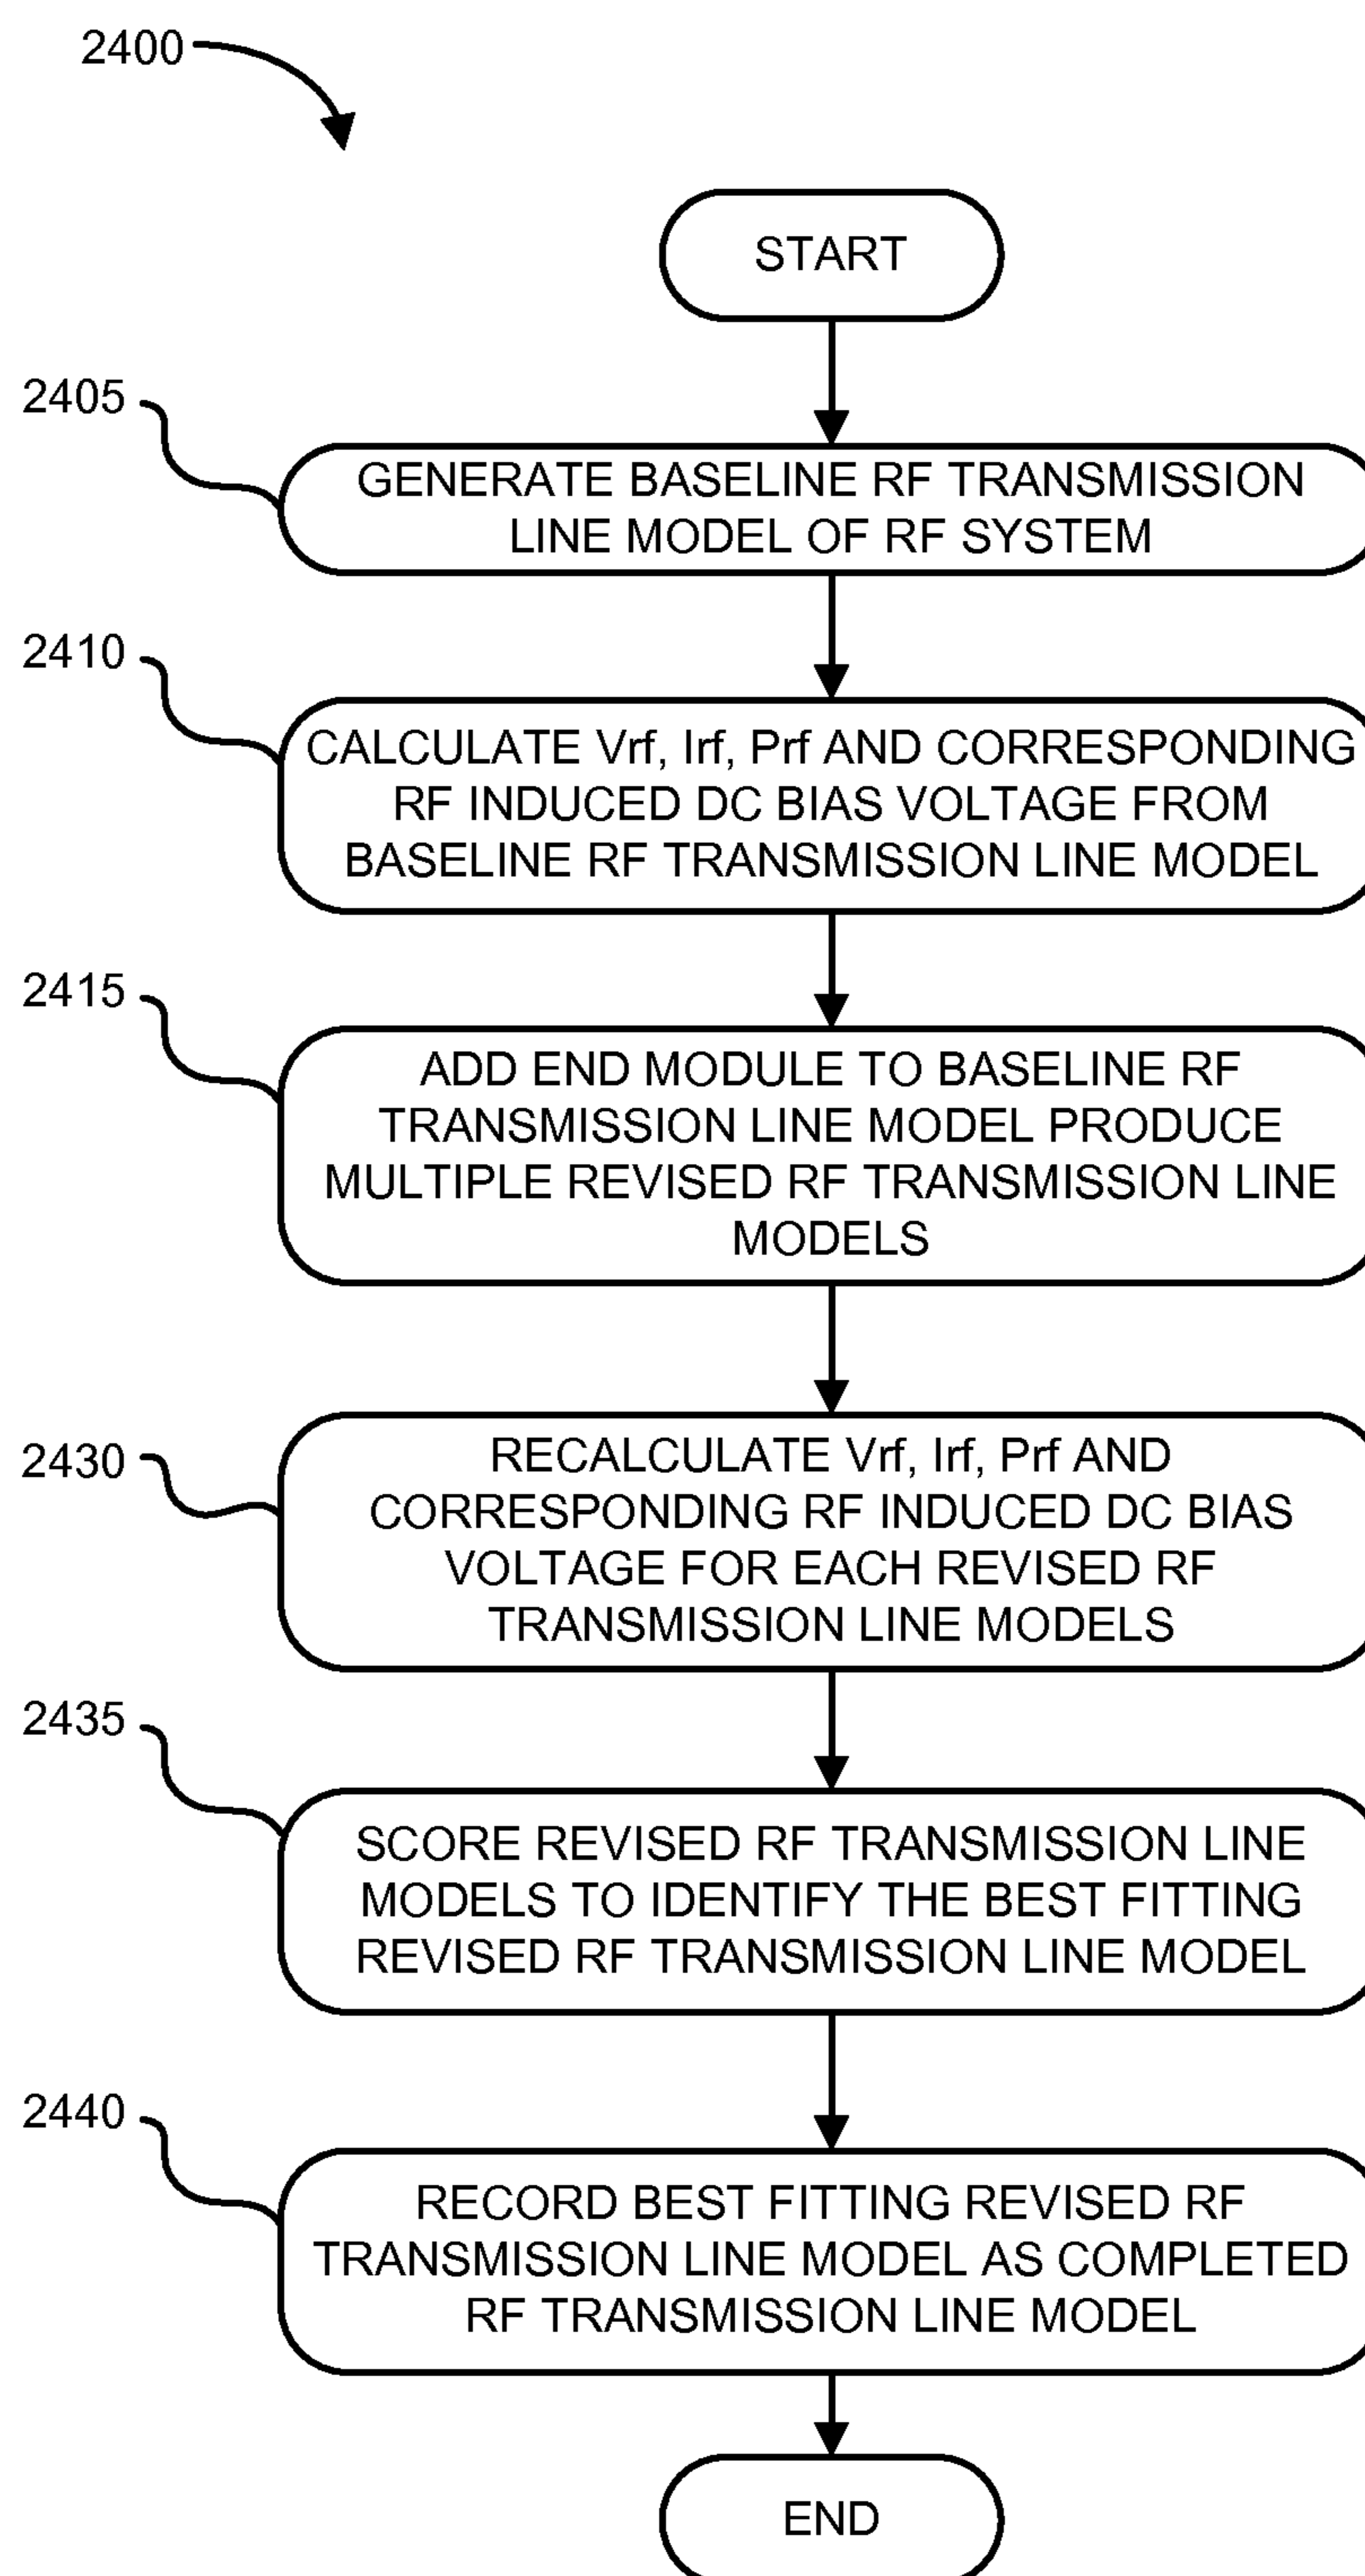 2400
START
2405
GENERATE BASELINE RF TRANSMISSION
LINE MODEL OF RF SYSTEM
2410
CALCULATE Vrf, Irf, Prf AND CORRESPONDING
RF INDUCED DC BIAS VOLTAGE FROM
BASELINE RF TRANSMISSION LINE MODEL
2415
ADD END MODULE TO BASELINE RF
TRANSMISSION LINE MODEL PRODUCE
MULTIPLE REVISED RF TRANSMISSION LINE
MODELS
2430
RECALCULATE Vrf, Irf, Prf AND
CORRESPONDING RF INDUCED DC BIAS
VOLTAGE FOR EACH REVISED RF
TRANSMISSION LINE MODELS
2435
SCORE REVISED RF TRANSMISSION LINE
MODELS TO IDENTIFY THE BEST FITTING
REVISED RF TRANSMISSION LINE MODEL
2440
RECORD BEST FITTING REVISED RF
TRANSMISSION LINE MODEL AS COMPLETED
RF TRANSMISSION LINE MODEL
END